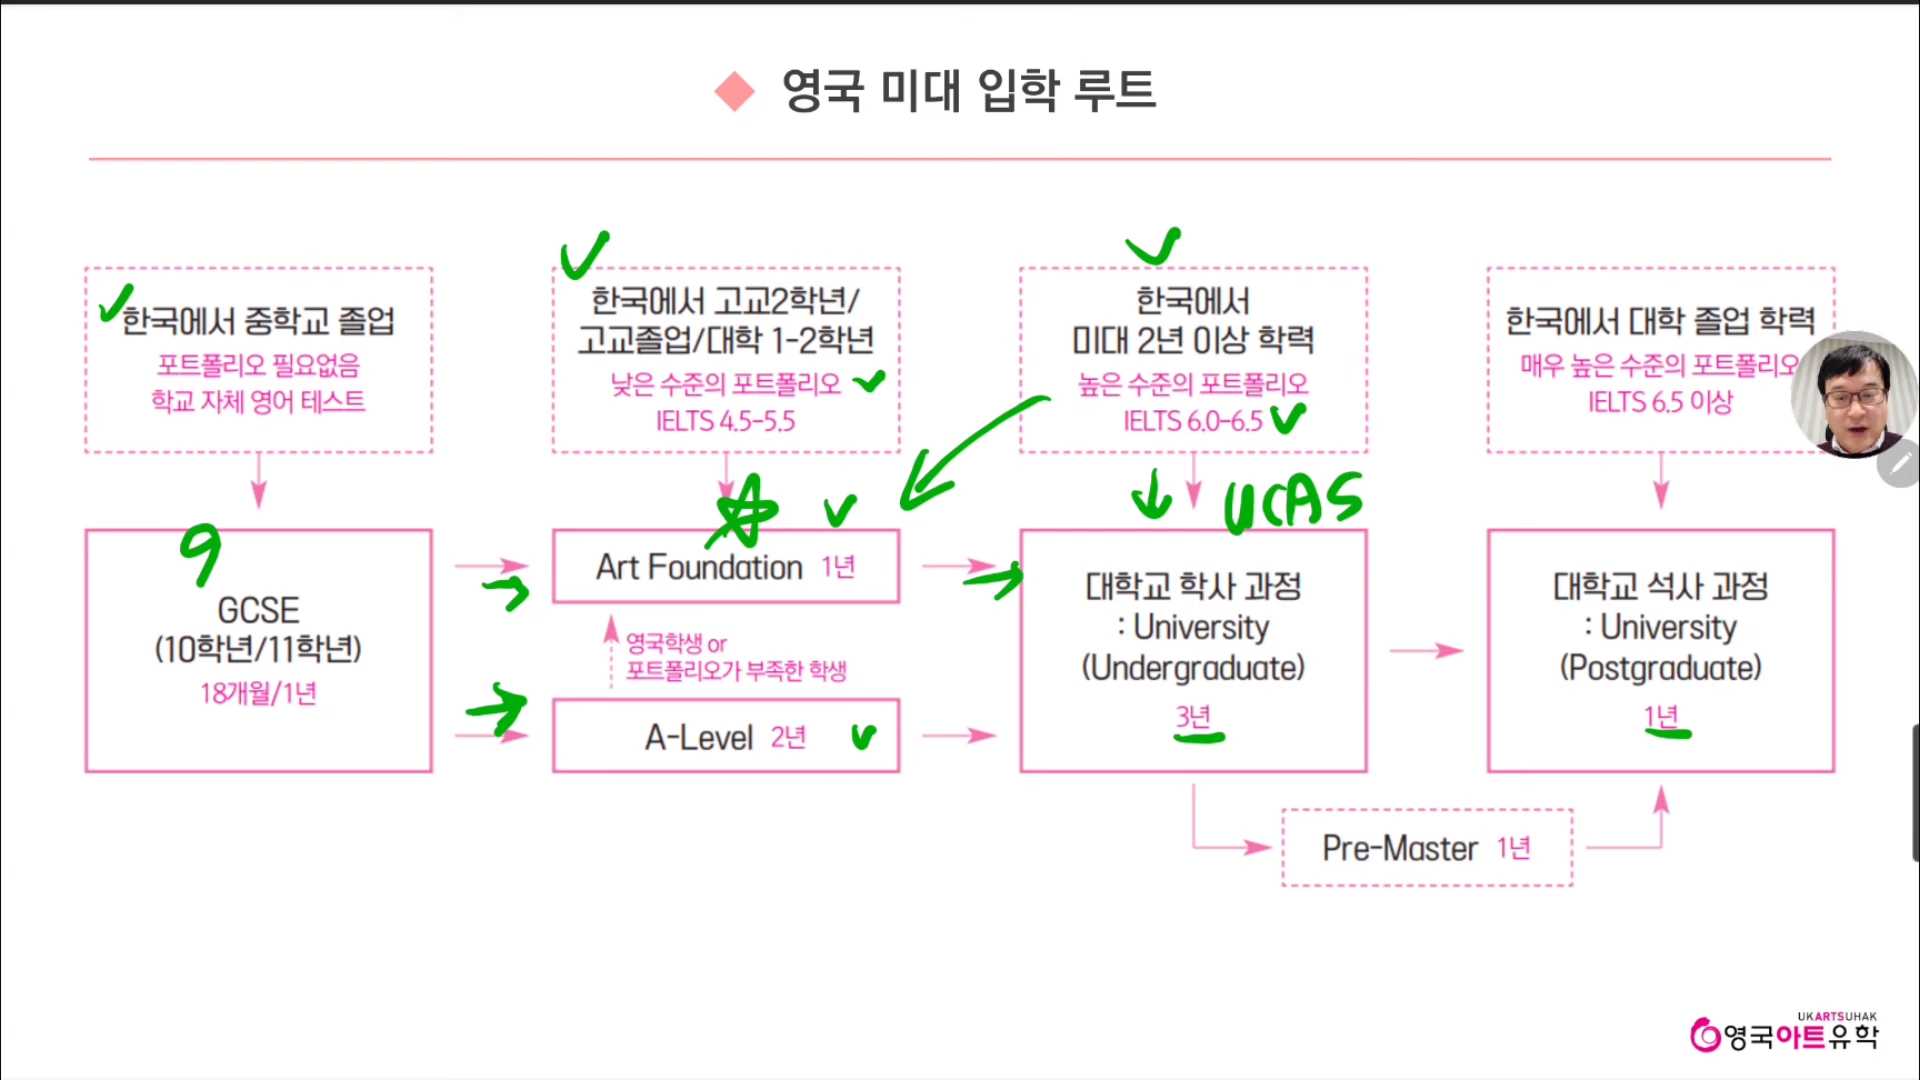 영국 미대 입학 루트
한국에서 중학교 졸업
포트폴리오 필요없음
학교 자체 영어 테스트
한국에서 고교2학년/
고교졸업/대학 1-2학년
낮은 수준의 포트폴리오
IELTS 4.5-5.5
한국에서
미대 2년 이상 학력
높은 수준의 포트폴리오
IELTS 6.0-6.5
한국에서 대학 졸업 학력
매우 높은 수준의 포트폴리오
IELTS 6.5 이상
UCAS
9
GCSE
(10학년/11학년)
18개월/1년
Art Foundation 1년
영국학생 or
포트폴리오가 부족한 학생
A-Level 2년
대학교 학사 과정
: University
(Undergraduate)
3년
대학교 석사 과정
: University
(Postgraduate)
1년
Pre-Master 1년
UKARTSUHAK
영국아트유학